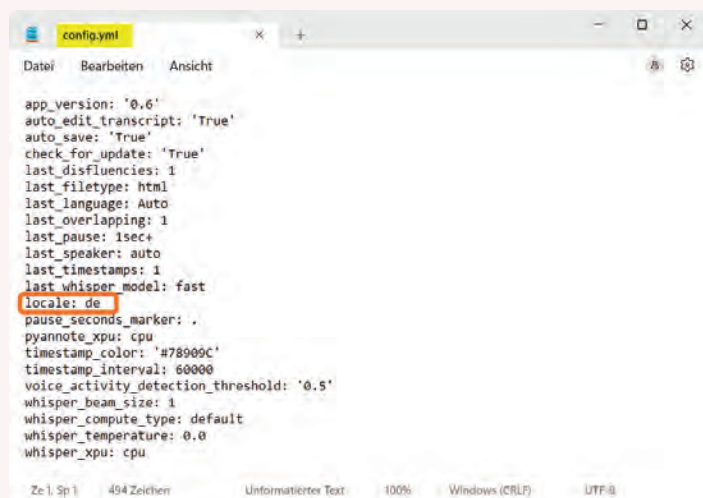 config.yml
Datei Bearbeiten Ansicht
app_version: '0.6'
auto_edit_transcript: 'True'
auto_save: 'True'
check_for_update: 'True'
last_disfluencies: 1
last_filetype: html
last_language: Auto
last_overlapping: 1
last_pause: 1sec+
last_speaker: auto
last_timestamps: 1
last_whisper_model: fast
locale: de
pause_seconds_marker: .
pyannote_xpu: cpu
timestamp_color: '#78909C'
timestamp_interval: 60000
voice_activity_detection_threshold: '0.5'
whisper_beam_size: 1
whisper_compute_type: default
whisper_temperature: 0.0
whisper_xpu: cpu
Ze 1, Sp 1 494 Zeichen Unformatierter Text 100% Windows (CRLF) UTF-8